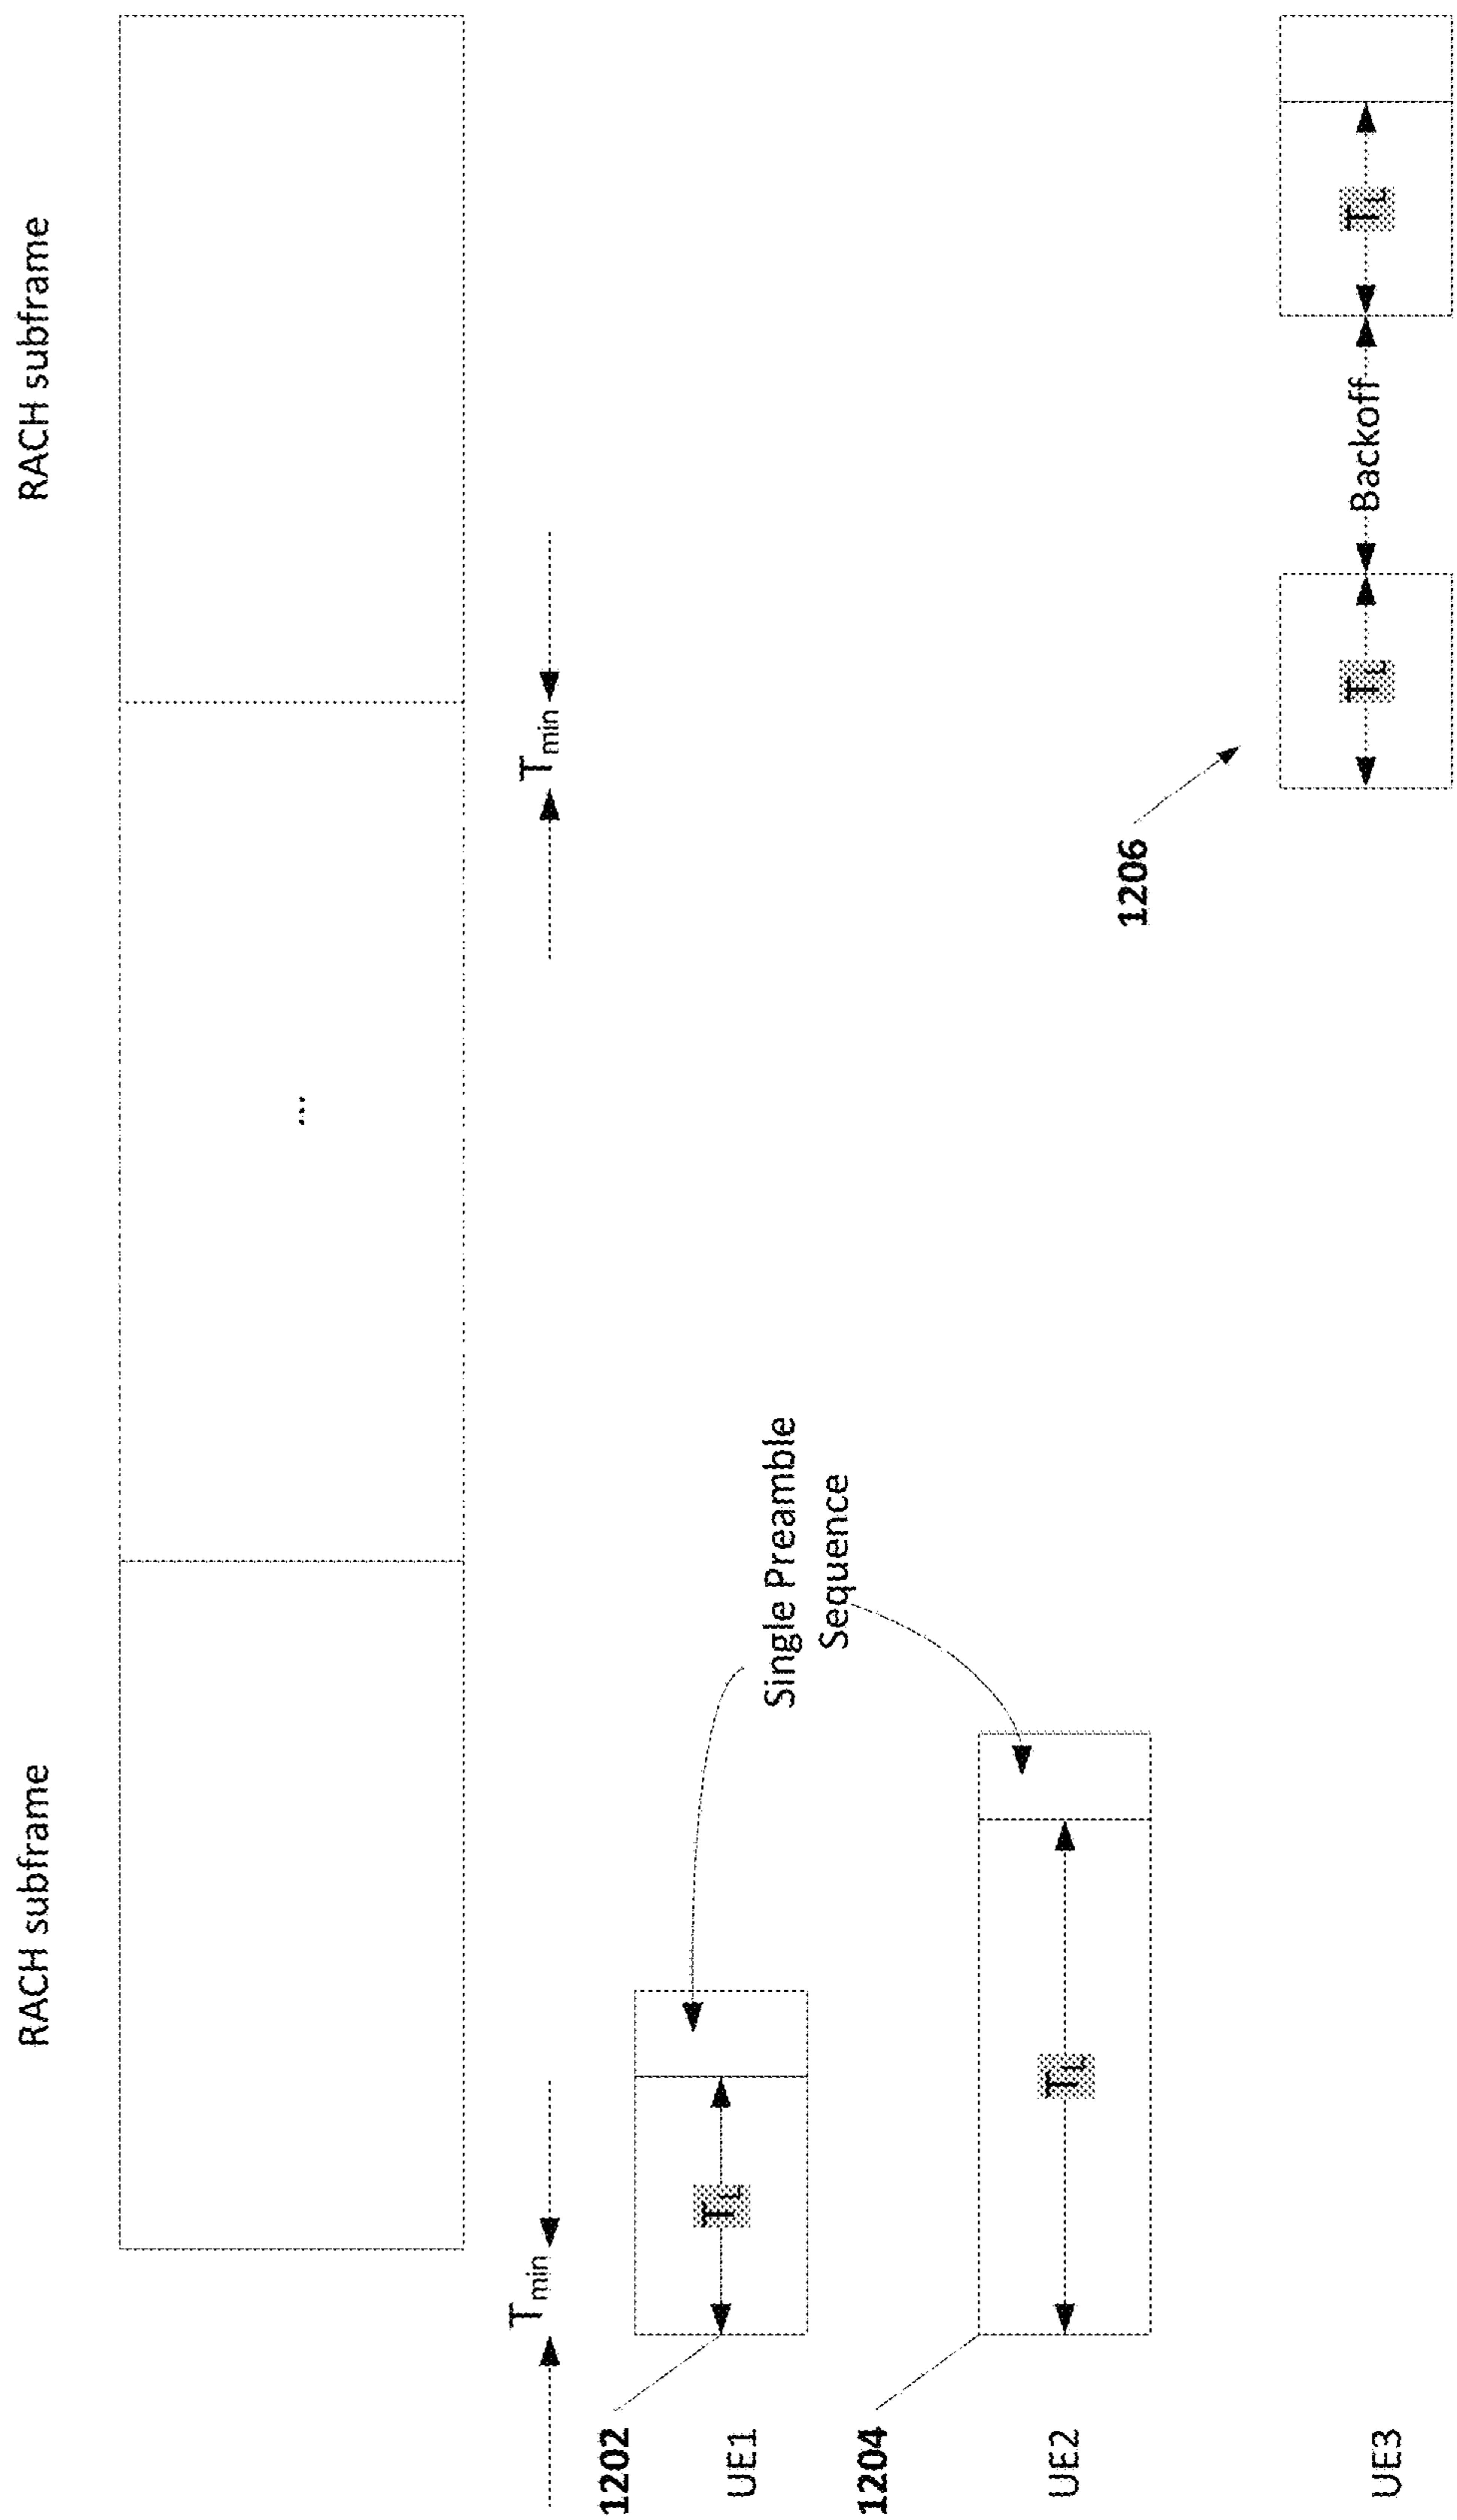 RACH subframe
RACH subframe
...
Tmin
Tmin
1202
UE1
TL
Single Preamble
Sequence
1204
UE2
TL
1206
UE3
TL
Backoff
TL